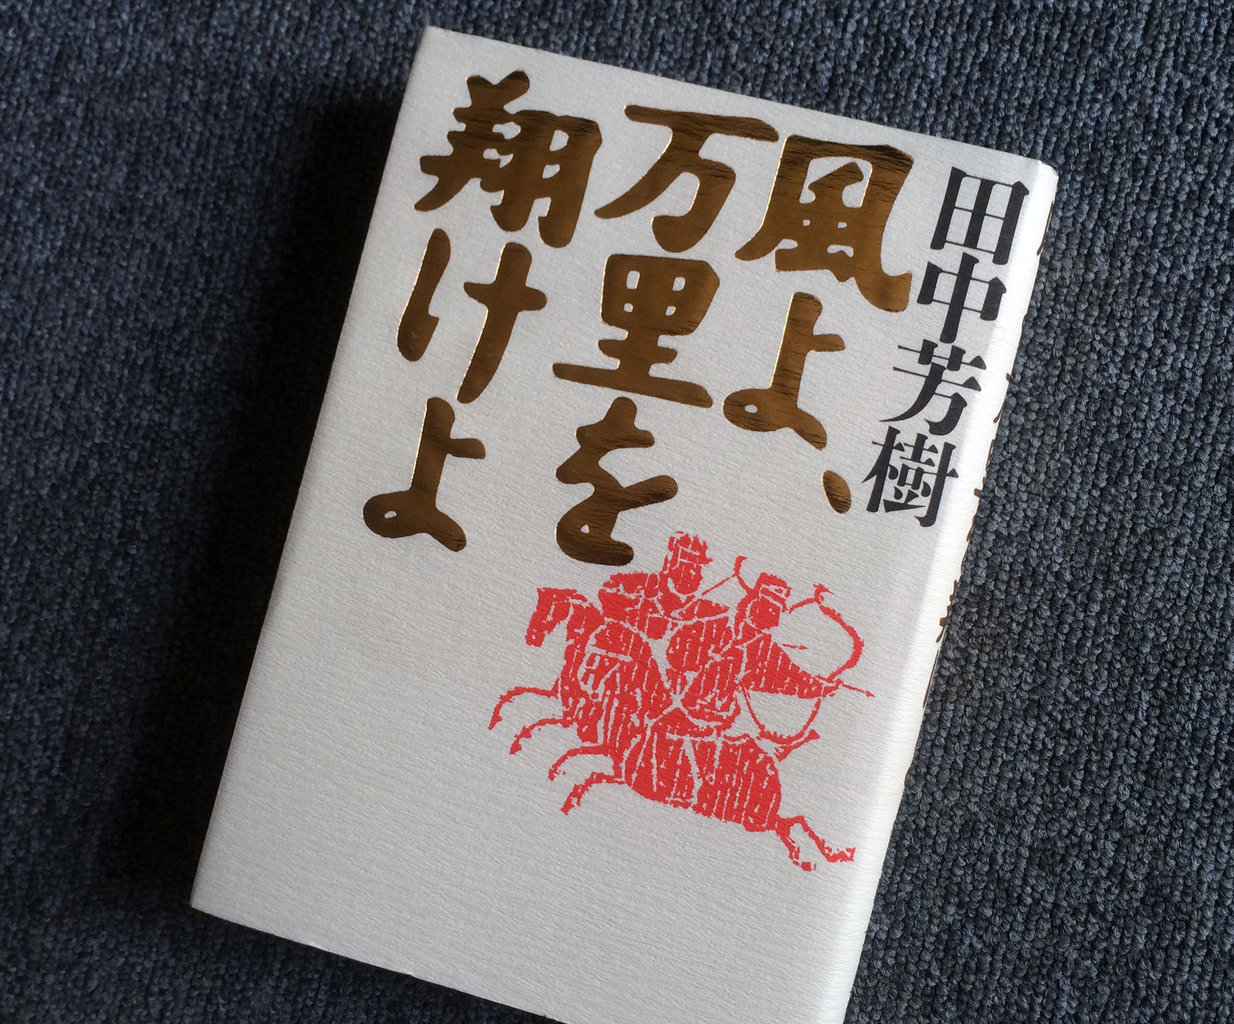 田中芳樹
風よ、
万里を
翔けよ